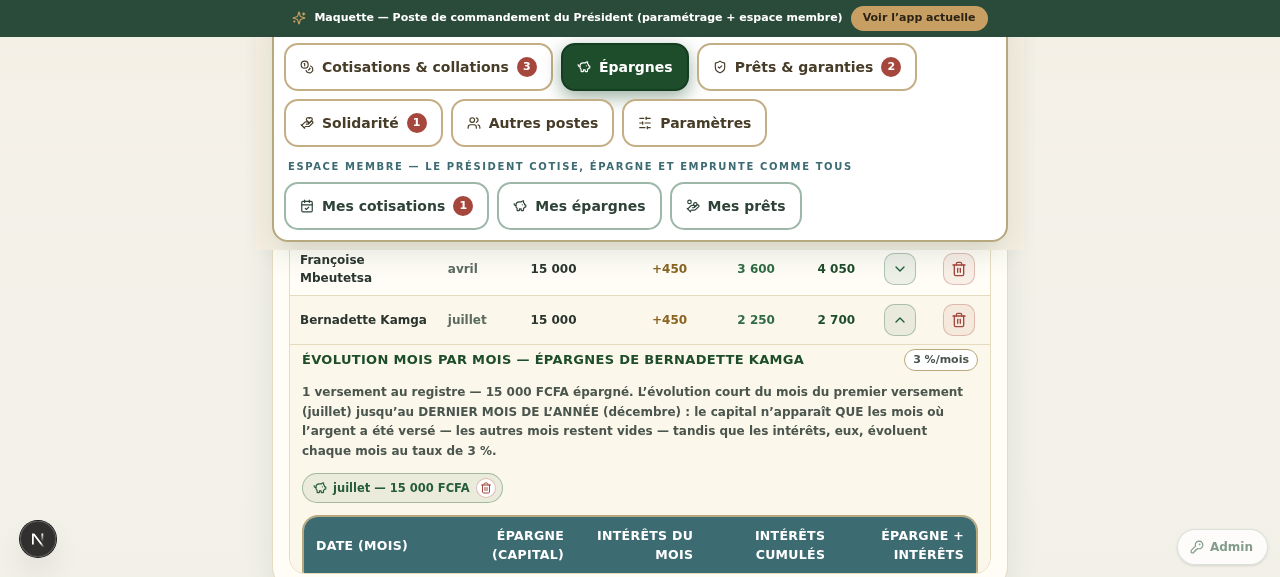 Maquette — Poste de commandement du Président (paramétrage + espace membre) Voir l’app actuelle
Cotisations & collations 3 Épargnes Prêts & garanties 2
Solidarité 1 Autres postes Paramètres
ESPACE MEMBRE — LE PRÉSIDENT COTISE, ÉPARGNE ET EMPRUNTE COMME TOUS
Mes cotisations 1 Mes épargnes Mes prêts
Françoise Mbeutetsa avril 15 000 +450 3 600 4 050
Bernadette Kamga juillet 15 000 +450 2 250 2 700
ÉVOLUTION MOIS PAR MOIS — ÉPARGNES DE BERNADETTE KAMGA 3 %/mois
1 versement au registre — 15 000 FCFA épargné. L’évolution court du mois du premier versement
(juillet) jusqu’au DERNIER MOIS DE L’ANNÉE (décembre) : le capital n’apparaît QUE les mois où
l’argent a été versé — les autres mois restent vides — tandis que les intérêts, eux, évoluent
chaque mois au taux de 3 %.
juillet — 15 000 FCFA
DATE (MOIS) ÉPARGNE (CAPITAL) INTÉRÊTS DU MOIS INTÉRÊTS CUMULÉS ÉPARGNE + INTÉRÊTS
N
Admin